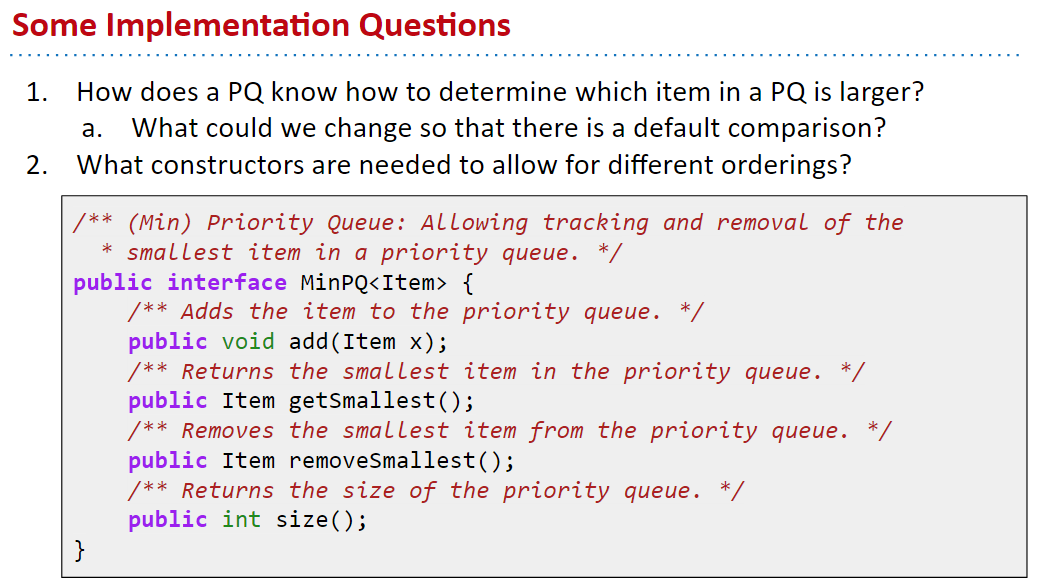 Some Implementation Questions
1. How does a PQ know how to determine which item in a PQ is larger?
a. What could we change so that there is a default comparison?
2. What constructors are needed to allow for different orderings?
/** (Min) Priority Queue: Allowing tracking and removal of the
* smallest item in a priority queue. */
public interface MinPQ<Item> {
/** Adds the item to the priority queue. */
public void add(Item x);
/** Returns the smallest item in the priority queue. */
public Item getSmallest();
/** Removes the smallest item from the priority queue. */
public Item removeSmallest();
/** Returns the size of the priority queue. */
public int size();
}